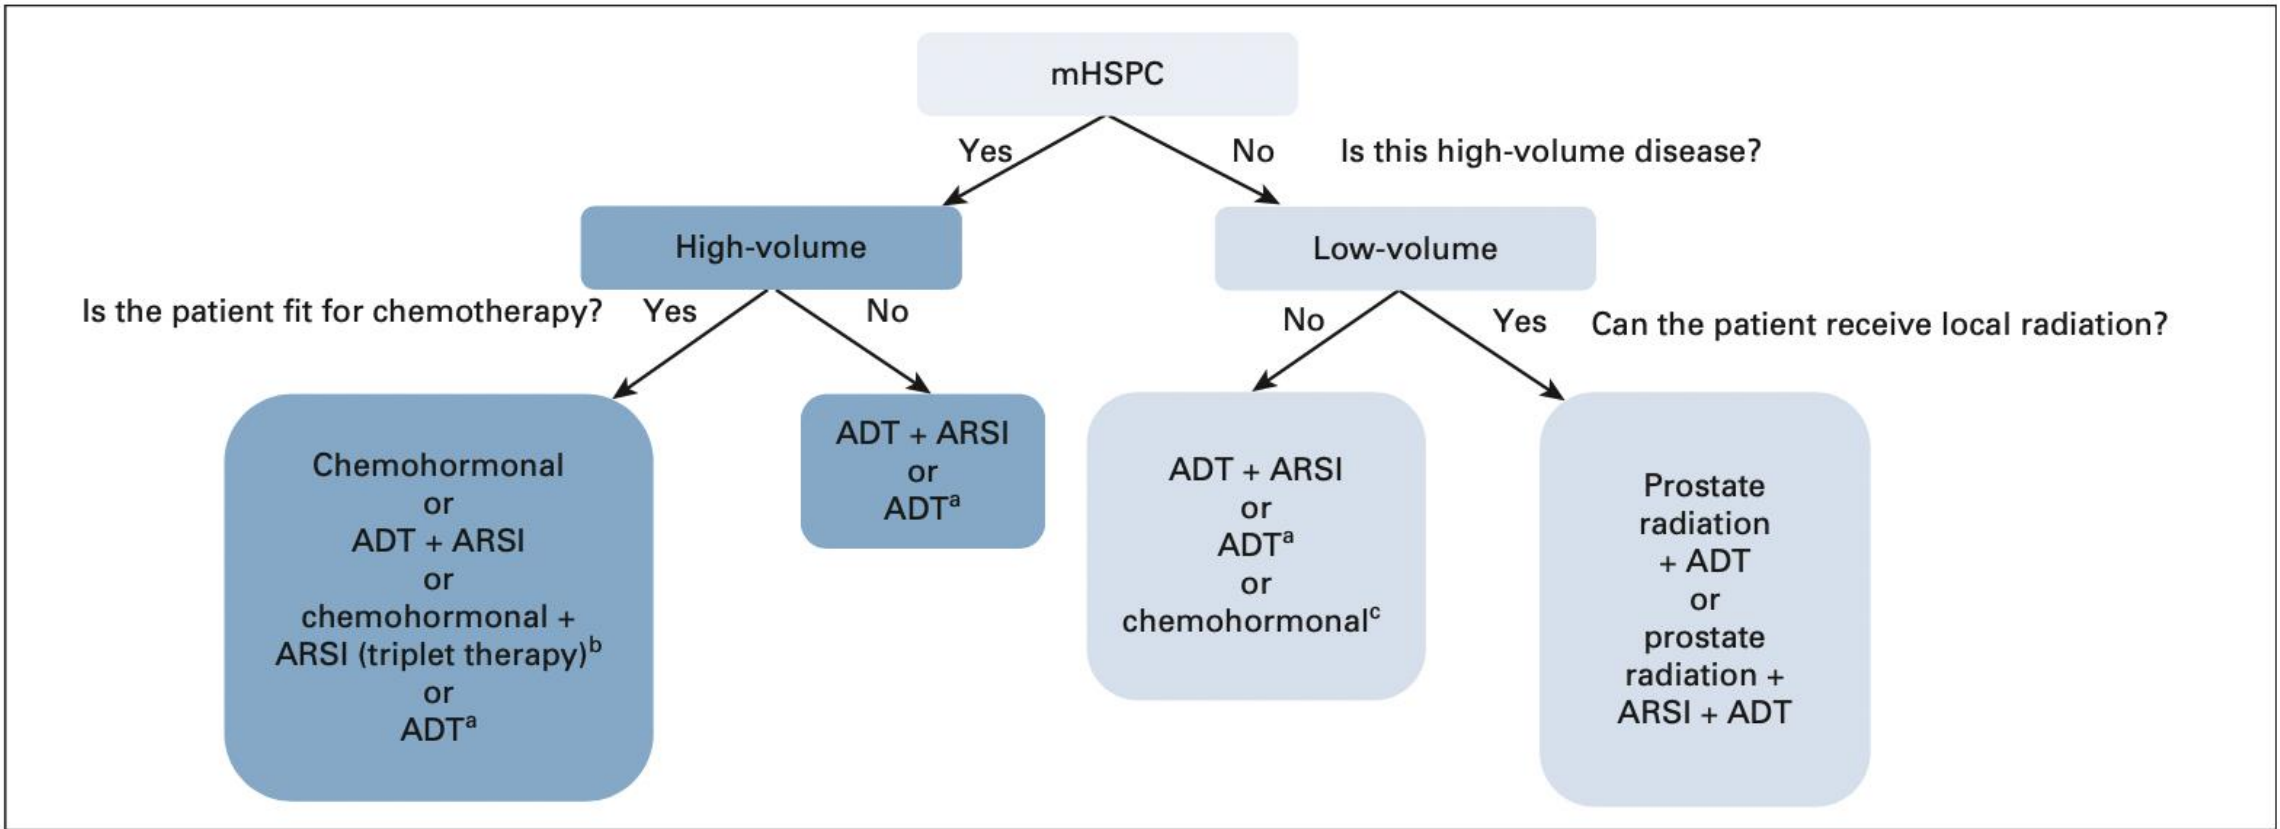 mHSPC
Yes
No
Is this high-volume disease?
High-volume
Low-volume
Is the patient fit for chemotherapy?
Yes
No
No
Yes
Can the patient receive local radiation?
Chemohormonal
or
ADT + ARSI
or
chemohormonal +
ARSI (triplet therapy)ᵇ
or
ADTᵃ
ADT + ARSI
or
ADTᵃ
ADT + ARSI
or
ADTᵃ
or
chemohormonalᶜ
Prostate
radiation
+ ADT
or
prostate
radiation +
ARSI + ADT